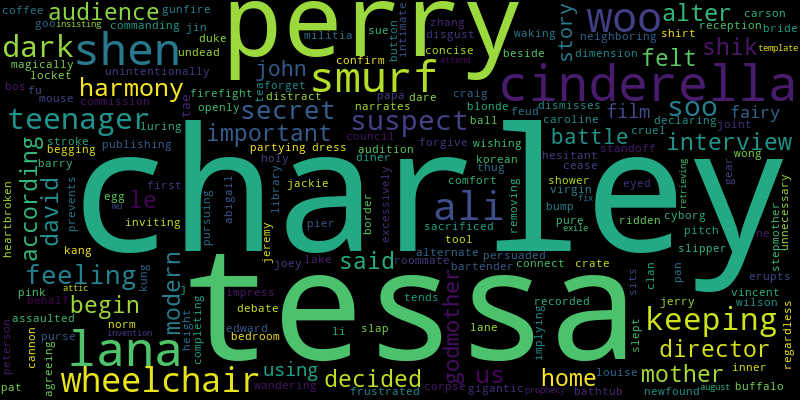 coffee
gunfire
audience
perry
woo
alter
carson
goo
insisting
commanding
jin
militia
sue
button
intimate
zhang
disgust
waking
story
neighboring
reception
bride
dark
shen
undead
duke
concise
beside
dimension
shirt
template
magically
unintentionally
john
confirm
attend
felt
shik
locket
harmony
smurf
cinderella
bos
fu
mouse
commission
firefight
tea
forget
distract
papa
dare
craig
blonde
soo
fairy
teenager
luring
tae
openly
secret
narrates
feud
dismisses
button
stroke
important
suspect
ball
caroline
declaring
joint
cruel
battle
interview
begging
publishing
partying
dress
council
audition
forgive
wishing
hesitant
standoff
wong
barry
holy
diner
korean
thug
cease
gear
according
charley
heartbroken
david
prevents
egg
first
le
wu
inviting
pursuing
abigail
library
jackie
pier
border
excessively
comfort
shower
virgin
fix
eyed
retrieving
cyborg
unnecessary
bump
pure
exile
ridden
pitch
ali
removing
sacrificed
tool
slipper
stepmother
kang
kung
jeremy
joey
lake
said
alternate
roommate
bartender
persuaded
connect
crate
clan
pan
ne
erupts
feeling
modern
tessa
attic
pink
behalf
assaulted
begin
height
completing
impress
debate
edward
bedroom
li
slap
tends
godmother
lane
recorded
implying
sits
slept
vincent
jerry
wilson
keeping
regardless
peterson
cannon
norm
purse
invention
lana
director
agreeing
pat
wheelchair
using
wandering
decided
frustrated
corpse
us
gigantic
prophecy
home
louise
bathtub
mother
newfound
inner
august
buffalo
film